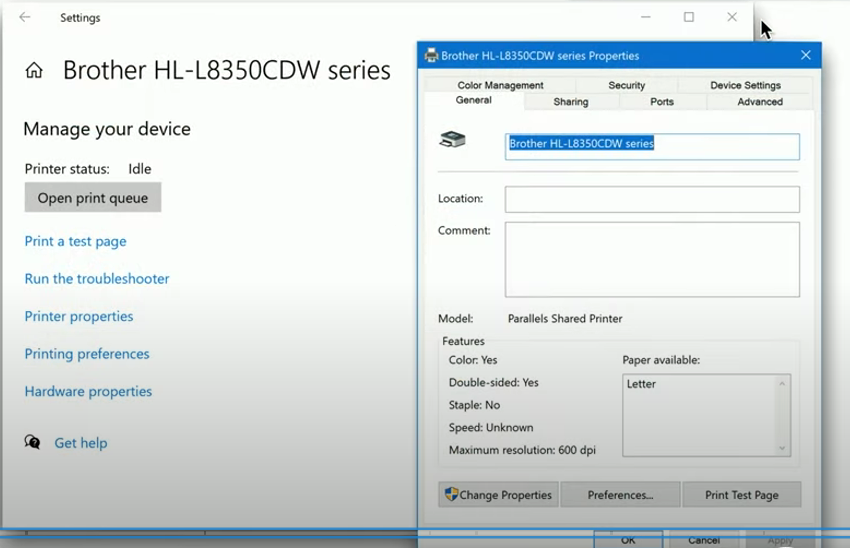 Settings
Brother HL-L8350CDW series
Manage your device
Printer status: Idle
Open print queue
Print a test page
Run the troubleshooter
Printer properties
Printing preferences
Hardware properties
Get help
Brother HL-L8350CDW series Properties
Color Management Security Device Settings
General Sharing Ports Advanced
Brother HL-L8350CDW series
Location:
Comment:
Model: Parallels Shared Printer
Features
Color: Yes
Double-sided: Yes
Staple: No
Speed: Unknown
Maximum resolution: 600 dpi
Paper available:
Letter
Change Properties Preferences... Print Test Page
OK Cancel Apply